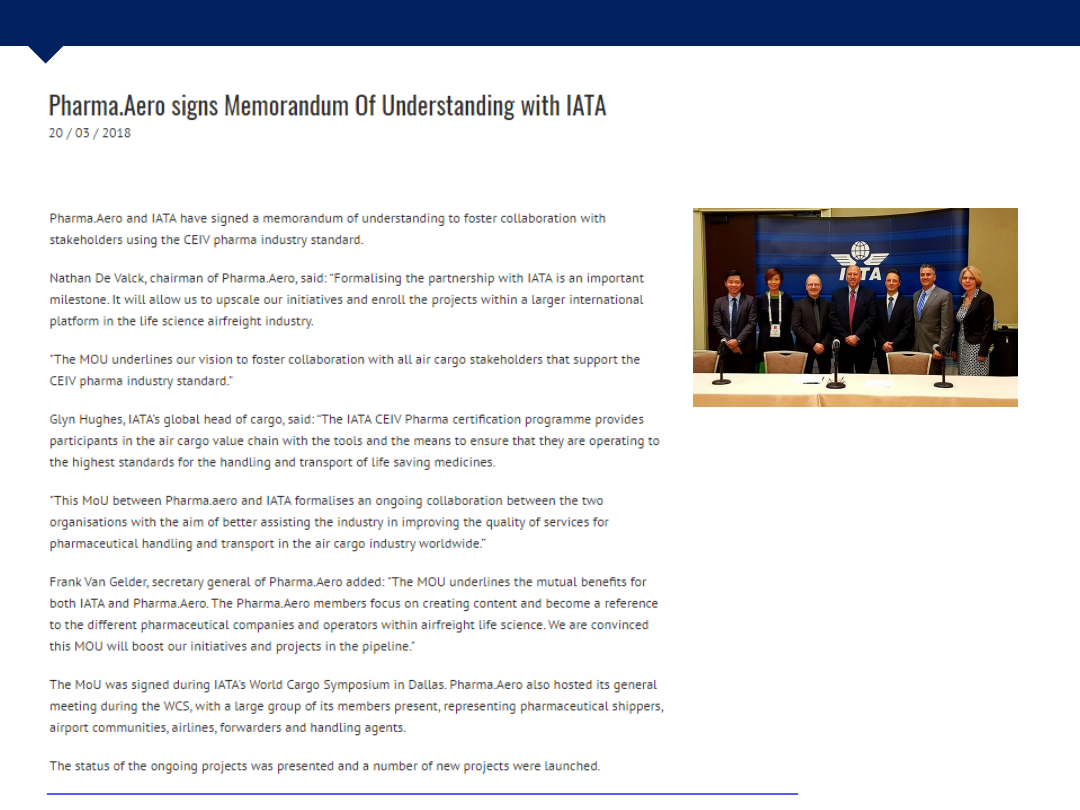 Pharma.Aero signs Memorandum Of Understanding with IATA
20 / 03 / 2018
Pharma.Aero and IATA have signed a memorandum of understanding to foster collaboration with
stakeholders using the CEIV pharma industry standard.
Nathan De Valck, chairman of Pharma.Aero, said: “Formalising the partnership with IATA is an important
milestone. It will allow us to upscale our initiatives and enroll the projects within a larger international
platform in the life science airfreight industry.
"The MOU underlines our vision to foster collaboration with all air cargo stakeholders that support the
CEIV pharma industry standard.”
Glyn Hughes, IATA’s global head of cargo, said: “The IATA CEIV Pharma certification programme provides
participants in the air cargo value chain with the tools and the means to ensure that they are operating to
the highest standards for the handling and transport of life saving medicines.
"This MoU between Pharma.aero and IATA formalises an ongoing collaboration between the two
organisations with the aim of better assisting the industry in improving the quality of services for
pharmaceutical handling and transport in the air cargo industry worldwide.”
Frank Van Gelder, secretary general of Pharma.Aero added: "The MOU underlines the mutual benefits for
both IATA and Pharma.Aero. The Pharma.Aero members focus on creating content and become a reference
to the different pharmaceutical companies and operators within airfreight life science. We are convinced
this MOU will boost our initiatives and projects in the pipeline."
The MoU was signed during IATA’s World Cargo Symposium in Dallas. Pharma.Aero also hosted its general
meeting during the WCS, with a large group of its members present, representing pharmaceutical shippers,
airport communities, airlines, forwarders and handling agents.
The status of the ongoing projects was presented and a number of new projects were launched.
IATA